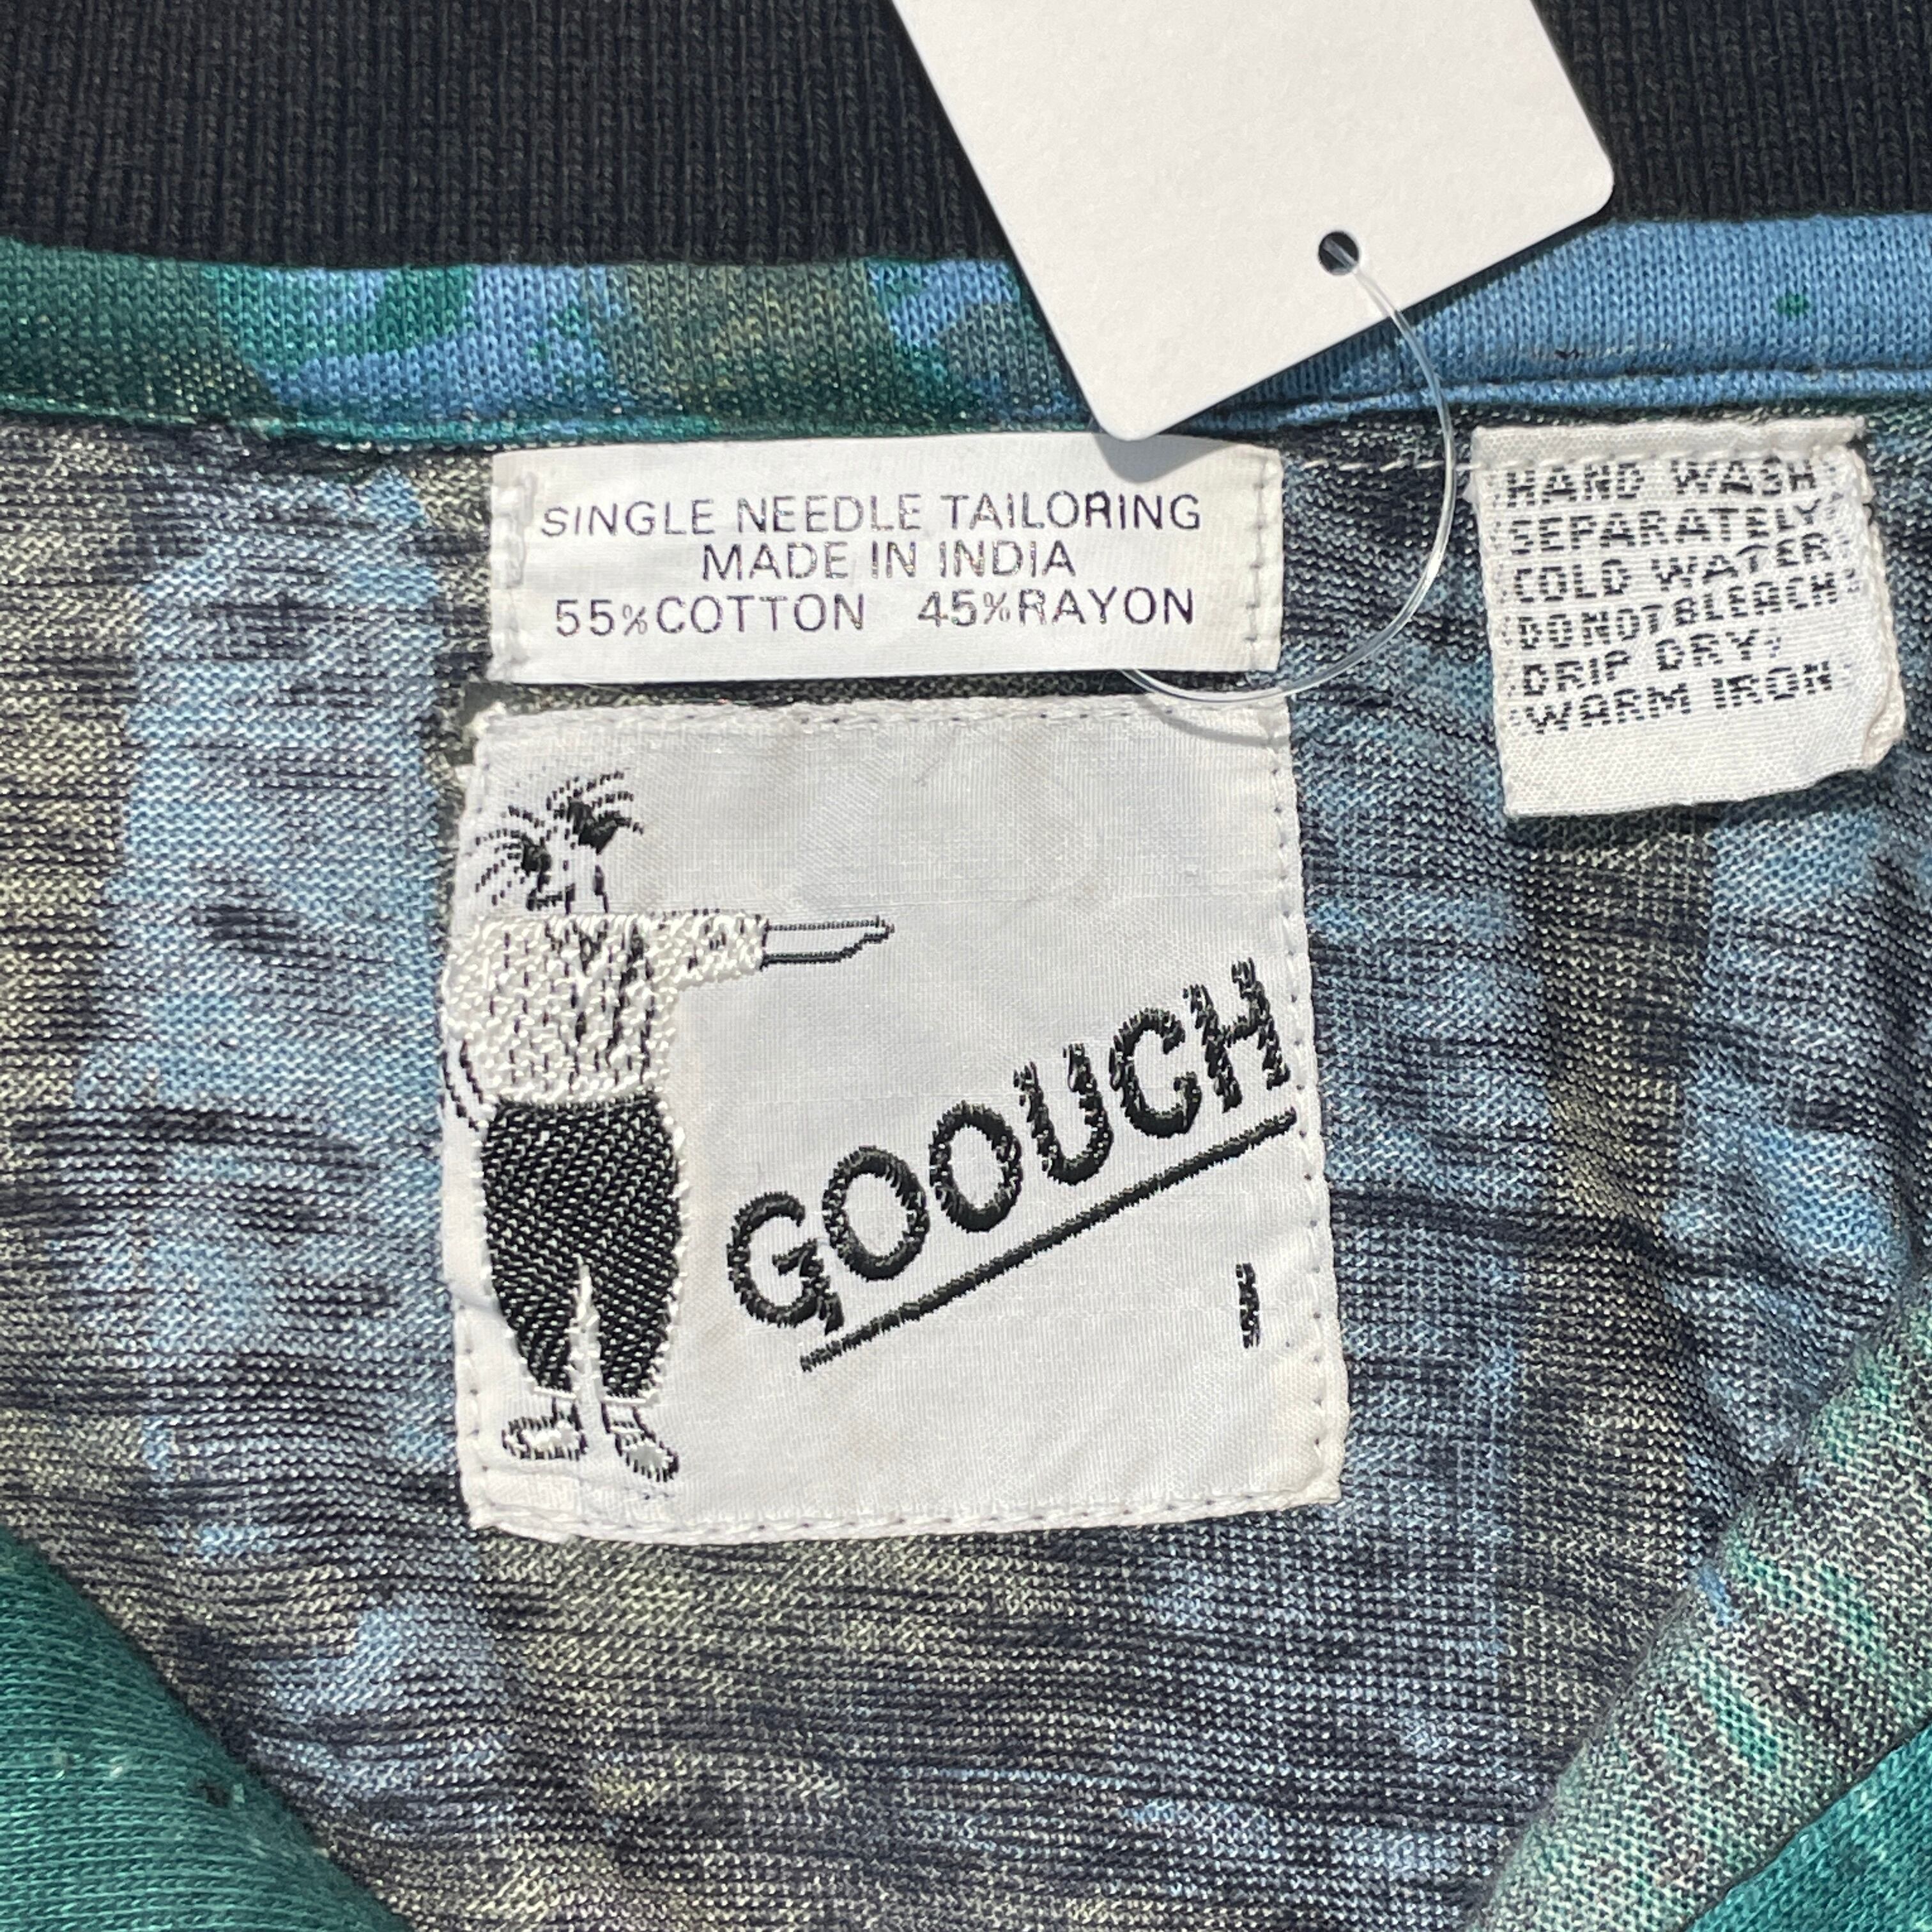 SINGLE NEEDLE TAILORING
MADE IN INDIA
55%COTTON 45%RAYON
HAND WASH
SEPARATELY
COLD WATER
DO NOT BLEACH
DRIP DRY
WARM IRON
GOOUCH
1